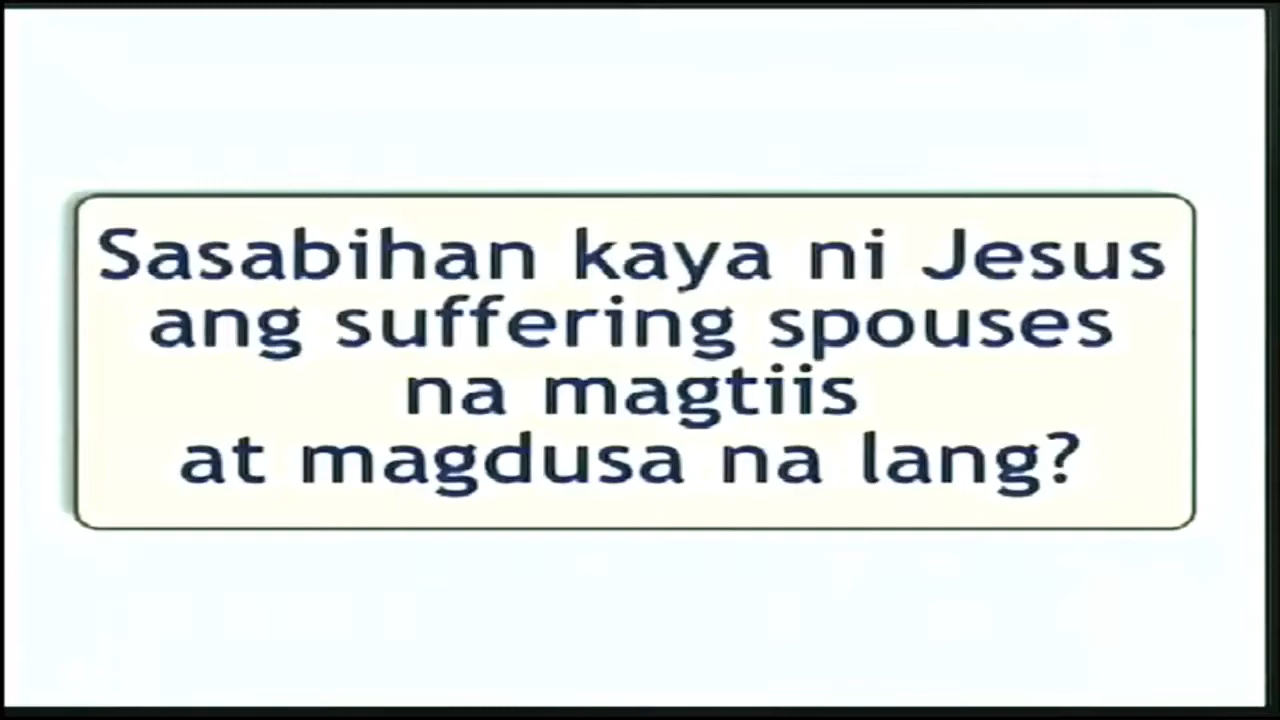 Sasabihan kaya ni Jesus
ang suffering spouses
na magtiis
at magdusa na lang?